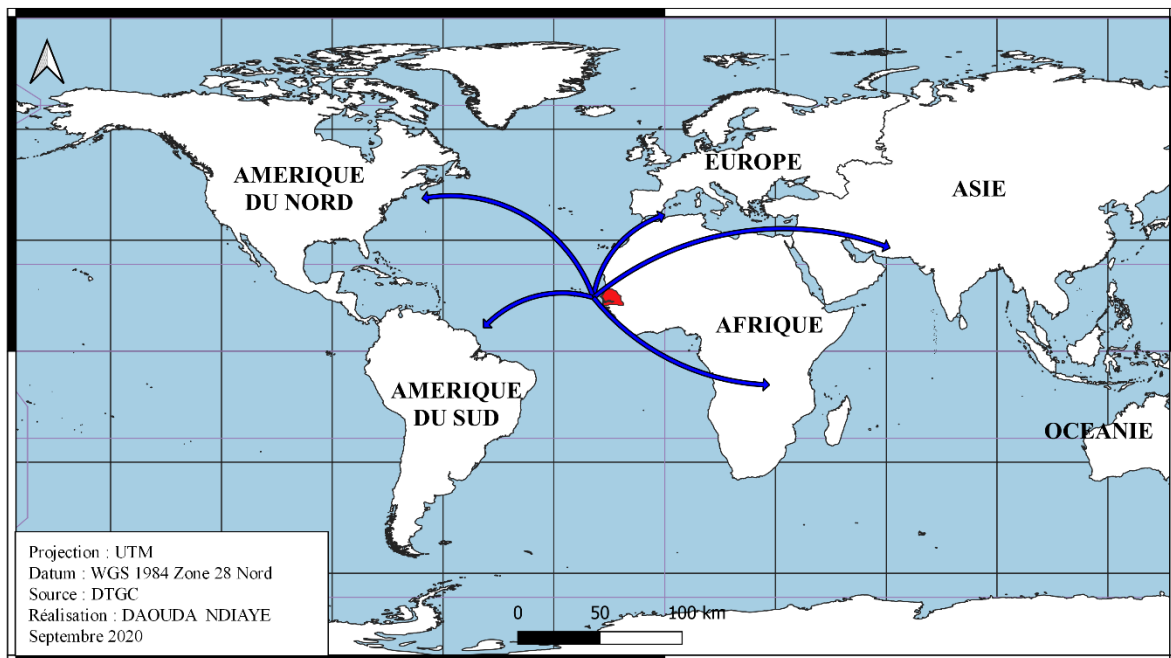 EUROPE
AMERIQUE
DU NORD
ASIE
AFRIQUE
AMERIQUE
DU SUD
OCEANIE
Projection : UTM
Datum : WGS 1984 Zone 28 Nord
Source : DTGC
Réalisation : DAOUDA NDIAYE
Septembre 2020
0 50 100 km